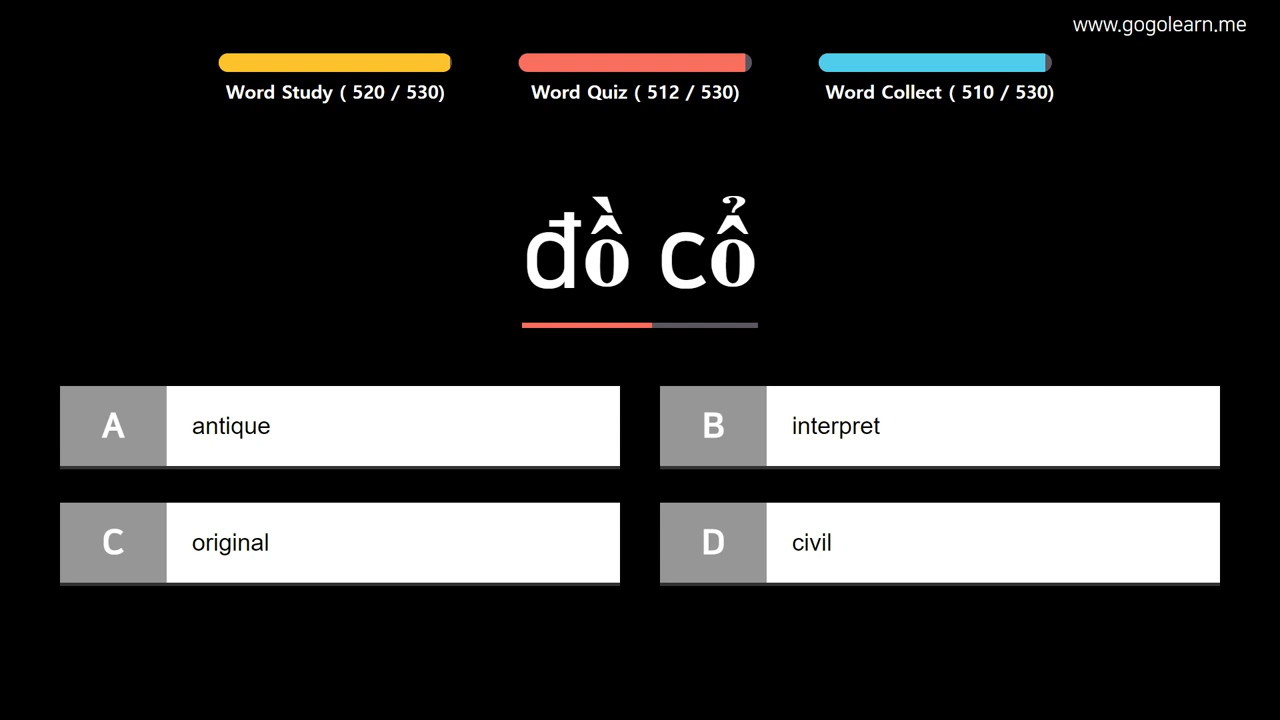 www.gogolearn.me
Word Study ( 520 / 530)
Word Quiz ( 512 / 530)
Word Collect ( 510 / 530)
đồ cổ
A antique
B interpret
C original
D civil